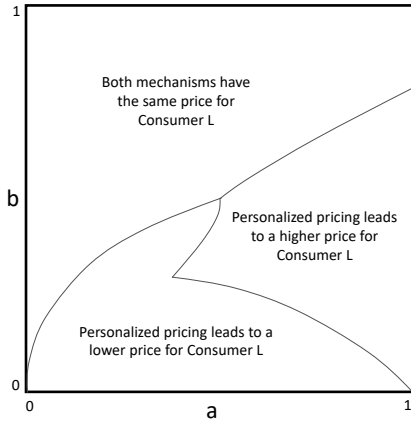 1
Both mechanisms have
the same price for
Consumer L
b
Personalized pricing leads
to a higher price for
Consumer L
Personalized pricing leads to a
lower price for Consumer L
0
0
1
a